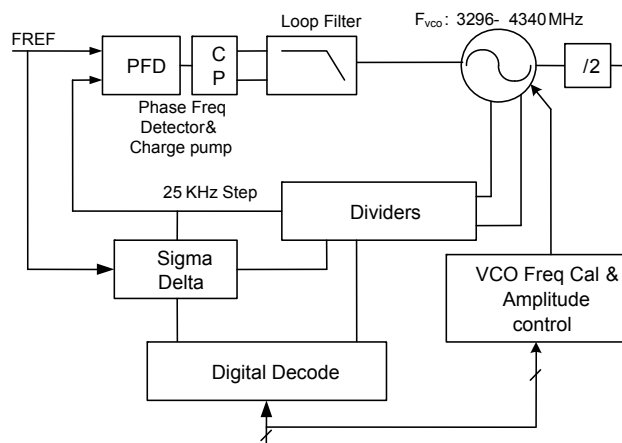 FREF
PFD
C
P
Loop Filter
Fvco: 3296- 4340 MHz
/2
Phase Freq
Detector&
Charge pump
25 KHz Step
Dividers
Sigma
Delta
VCO Freq Cal &
Amplitude
control
Digital Decode